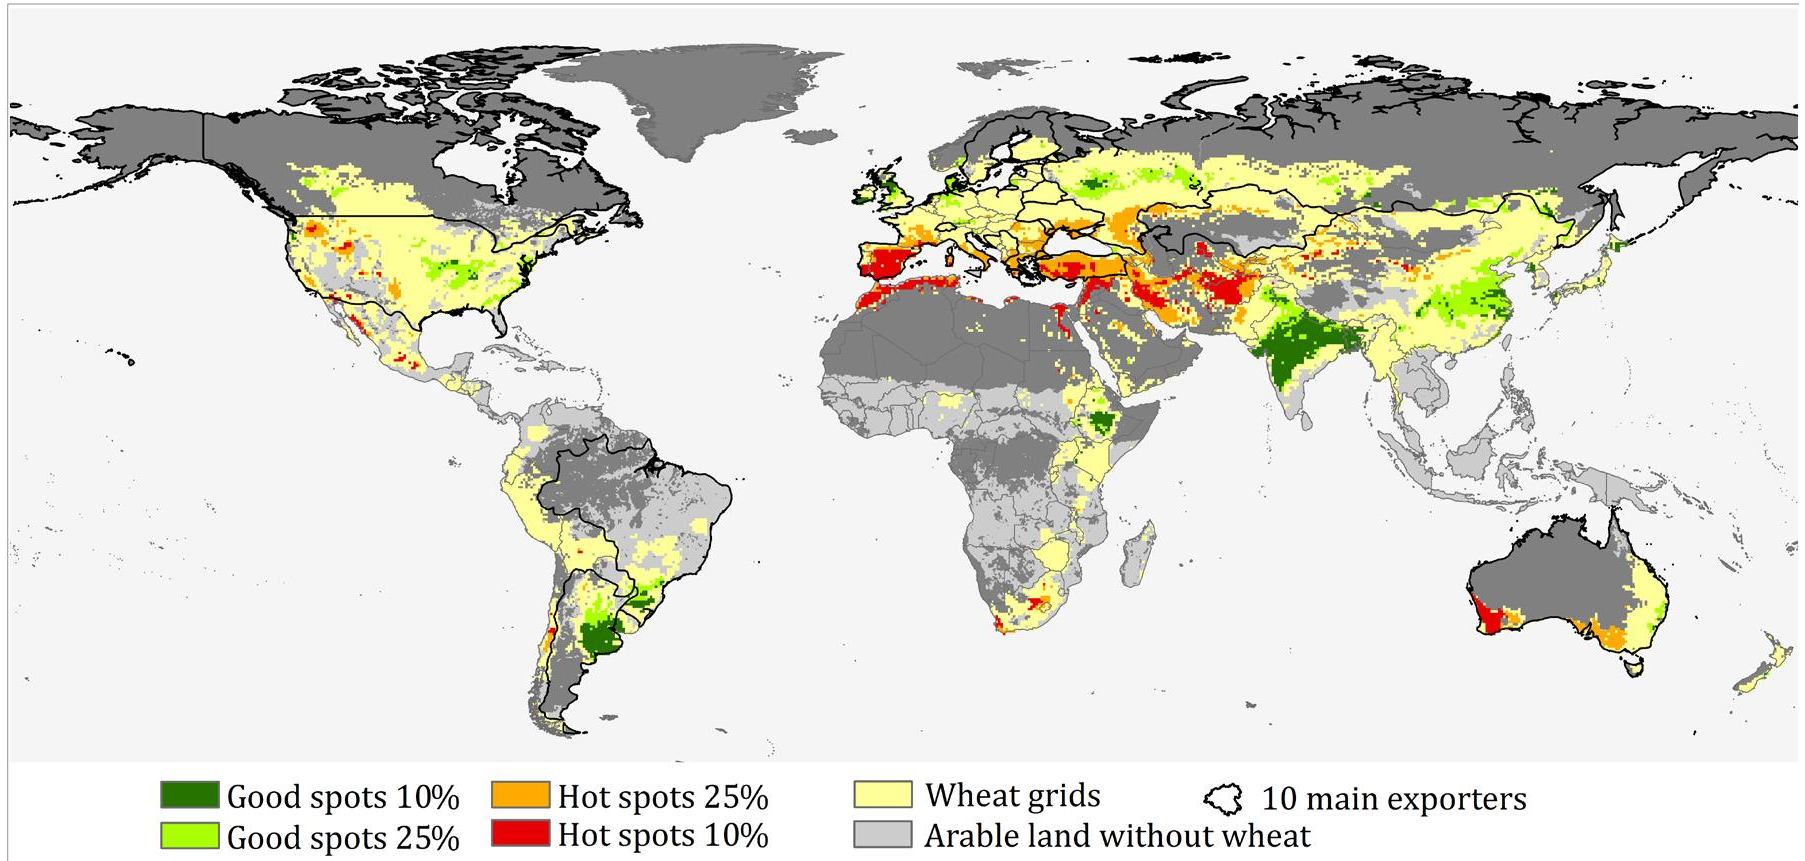 Good spots 10%
Hot spots 25%
Wheat grids
10 main exporters
Good spots 25%
Hot spots 10%
Arable land without wheat